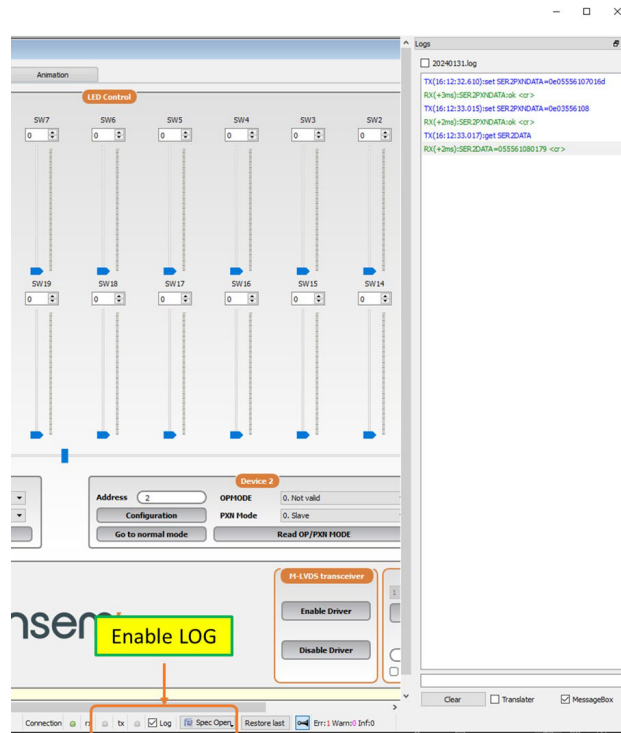 Logs
20240131.log
TX(16:12:32.610):set SER2PXNDATA=0e05556107016d
RX(+3ms):SER2PXNDATA:ok <cr>
TX(16:12:33.015):set SER2PXNDATA=0e03556108
RX(+2ms):SER2PXNDATA:ok <cr>
TX(16:12:33.017):get SER2DATA
RX(+2ms):SER2DATA=055561080179 <cr>
Animation
LED Control
SW7 SW6 SW5 SW4 SW3 SW2
0 0 0 0 0 0
SW19 SW18 SW17 SW16 SW15 SW14
0 0 0 0 0 0
Device 2
Address 2 OPMODE 0. Not valid
Configuration PXN Mode 0. Slave
Go to normal mode Read OP/PXN MODE
M-LVDS transceiver
1
Enable Driver
Disable Driver
nsem
Enable LOG
Clear Translater MessageBox
Connection rx tx Log Spec Open, Restore last Err:1 Warn:0 Inf:0